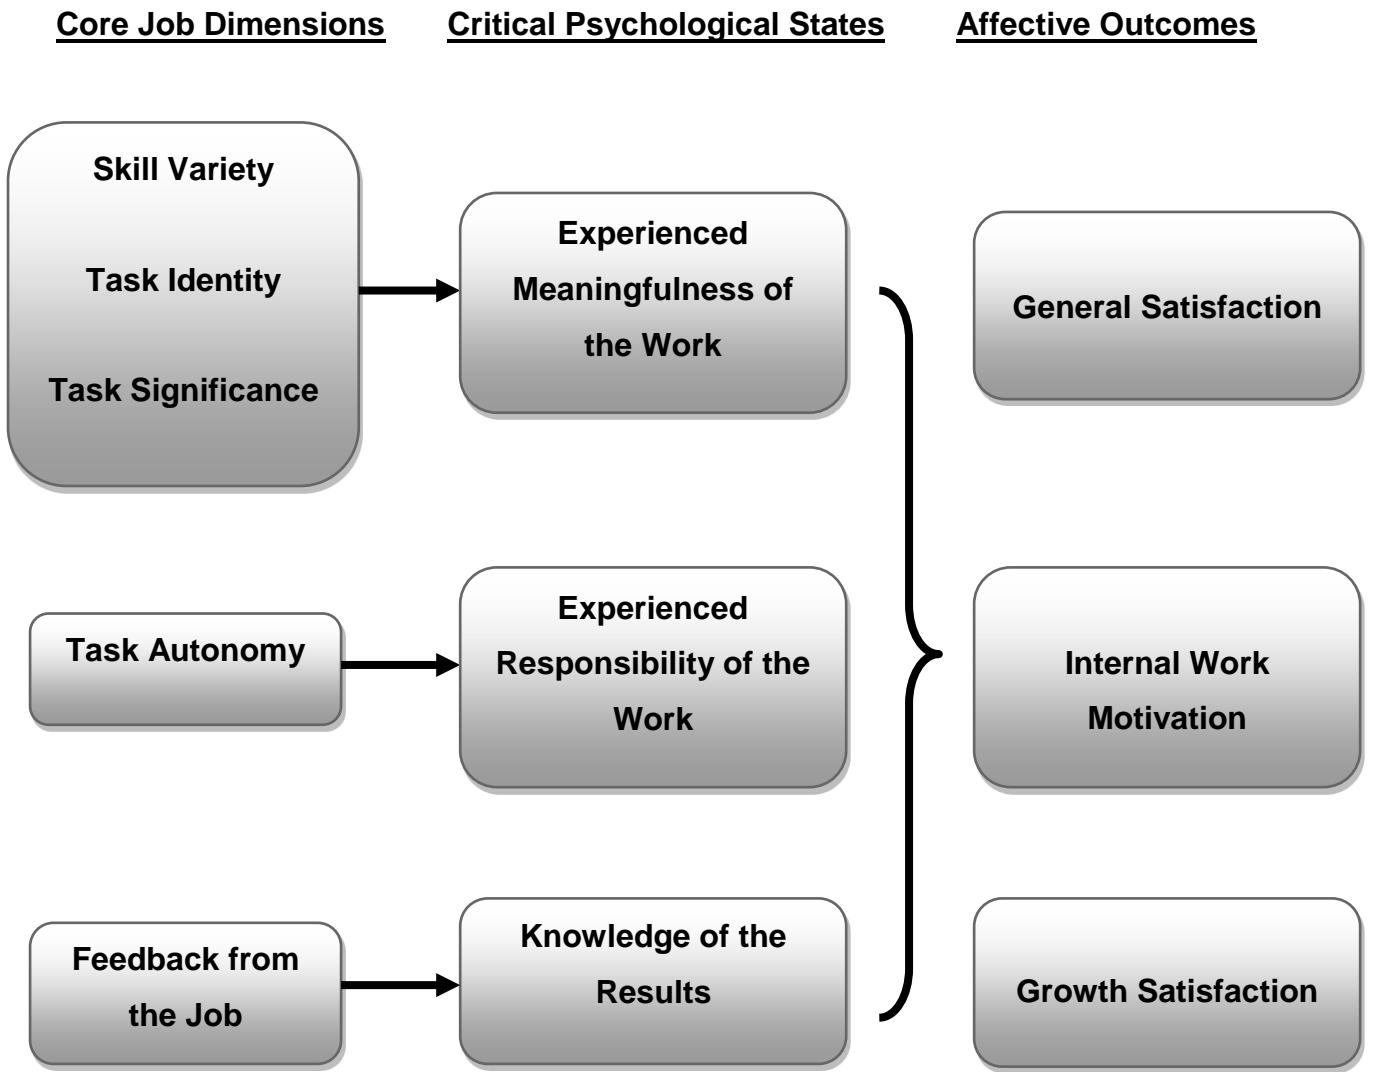 Core Job Dimensions
Critical Psychological States
Affective Outcomes
Skill Variety
Task Identity
Task Significance
Experienced
Meaningfulness of
the Work
General Satisfaction
Task Autonomy
Experienced
Responsibility of the
Work
Internal Work
Motivation
Feedback from
the Job
Knowledge of the
Results
Growth Satisfaction